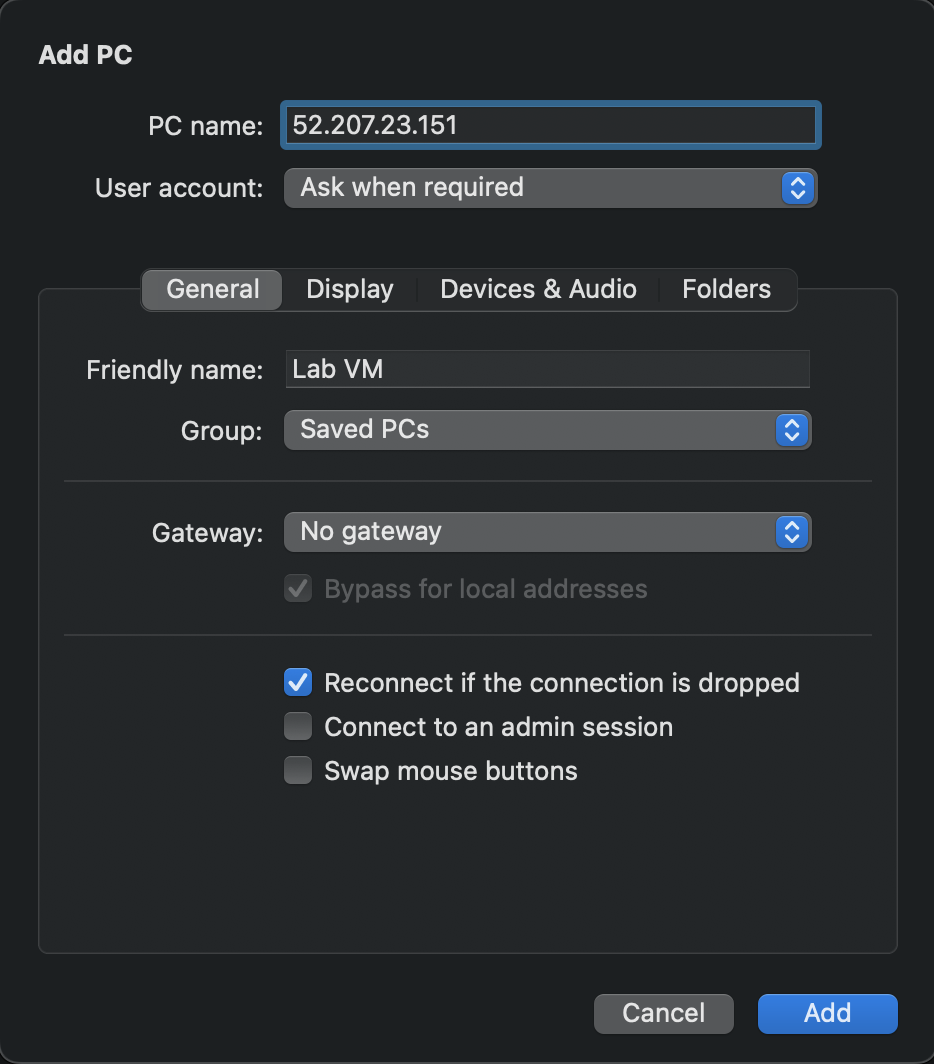 Add PC
PC name: 52.207.23.151
User account: Ask when required
General Display Devices & Audio Folders
Friendly name: Lab VM
Group: Saved PCs
Gateway: No gateway
Bypass for local addresses
Reconnect if the connection is dropped
Connect to an admin session
Swap mouse buttons
Cancel Add